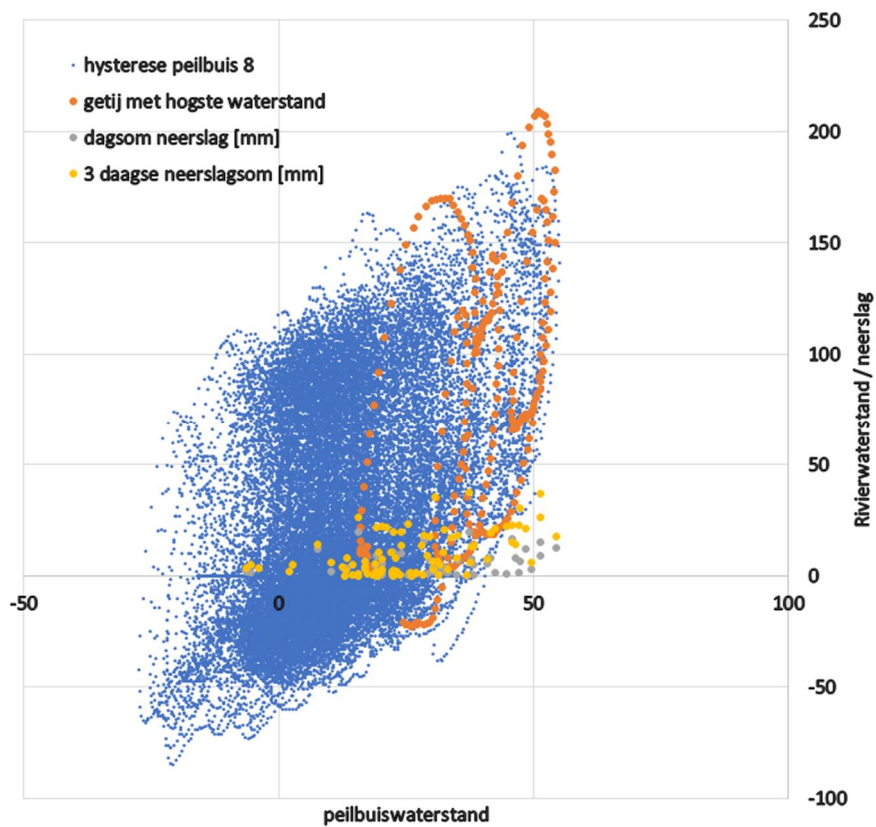 250
hysterese peilbuis 8
getij met hogste waterstand
dagsom neerslag [mm]
3 daagse neerslagsom [mm]
200
150
100
50
0
-50
0
50
100
-50
-100
Rivierwaterstand / neerslag
peilbuiswaterstand